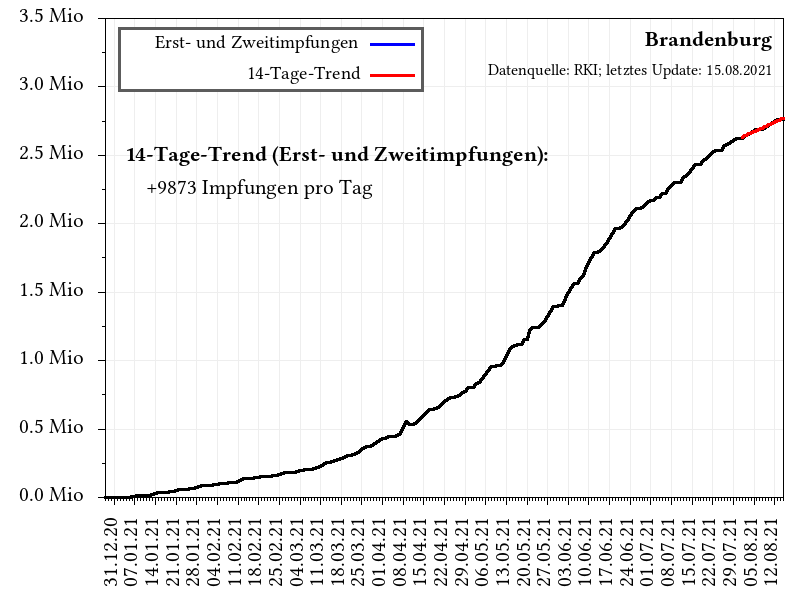 3.5 Mio
3.0 Mio
2.5 Mio
2.0 Mio
1.5 Mio
1.0 Mio
0.5 Mio
0.0 Mio
Erst- und Zweitimpfungen
14-Tage-Trend
Brandenburg
Datenquelle: RKI; letztes Update: 15.08.2021
14-Tage-Trend (Erst- und Zweitimpfungen):
+9873 Impfungen pro Tag
31.12.20
07.01.21
14.01.21
21.01.21
28.01.21
04.02.21
11.02.21
18.02.21
25.02.21
04.03.21
11.03.21
18.03.21
25.03.21
01.04.21
08.04.21
15.04.21
22.04.21
29.04.21
06.05.21
13.05.21
20.05.21
27.05.21
03.06.21
10.06.21
17.06.21
24.06.21
01.07.21
08.07.21
15.07.21
22.07.21
29.07.21
05.08.21
12.08.21